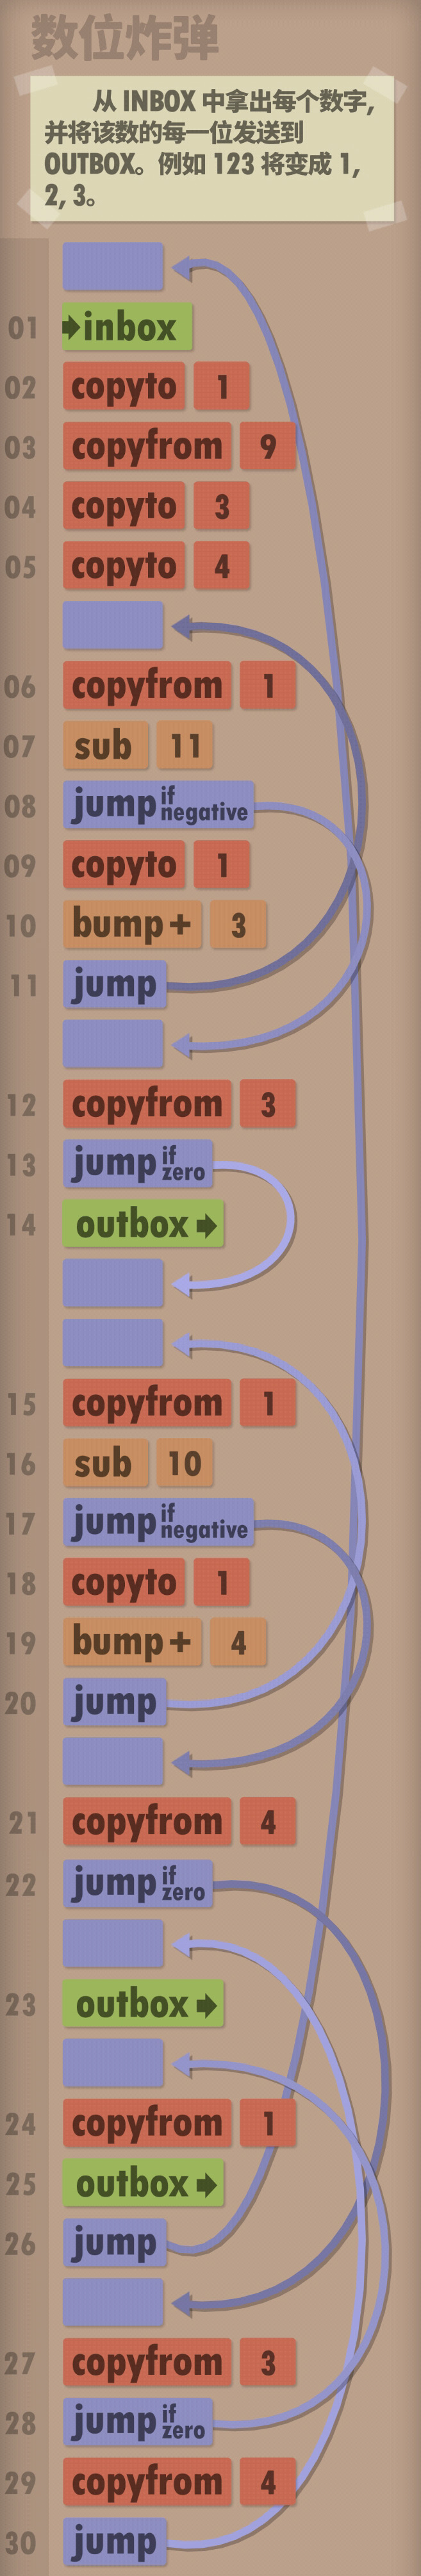 数位炸弹
从 INBOX 中拿出每个数字,
并将该数的每一位发送到
OUTBOX。例如 123 将变成 1,
2, 3。
01 inbox
02 copyto 1
03 copyfrom 9
04 copyto 3
05 copyto 4
06 copyfrom 1
07 sub 11
08 jump if negative
09 copyto 1
10 bump+ 3
11 jump
12 copyfrom 3
13 jump if zero
14 outbox
15 copyfrom 1
16 sub 10
17 jump if negative
18 copyto 1
19 bump+ 4
20 jump
21 copyfrom 4
22 jump if zero
23 outbox
24 copyfrom 1
25 outbox
26 jump
27 copyfrom 3
28 jump if zero
29 copyfrom 4
30 jump